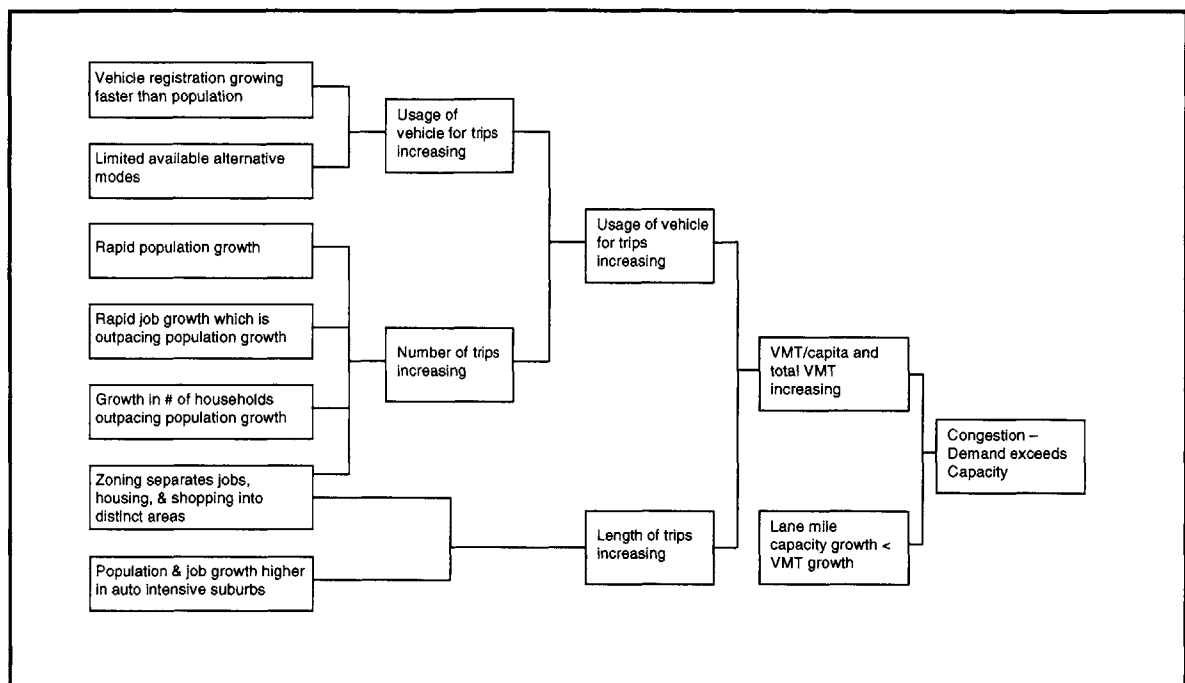 Vehicle registration growing
faster than population
Limited available alternative
modes
Rapid population growth
Rapid job growth which is
outpacing population growth
Growth in # of households
outpacing population growth
Zoning separates jobs,
housing, & shopping into
distinct areas
Population & job growth higher
in auto intensive suburbs
Usage of
vehicle for trips
increasing
Number of trips
increasing
Usage of vehicle
for trips
increasing
Length of trips
increasing
VMT/capita and
total VMT
increasing
Lane mile
capacity growth <
VMT growth
Congestion –
Demand exceeds
Capacity